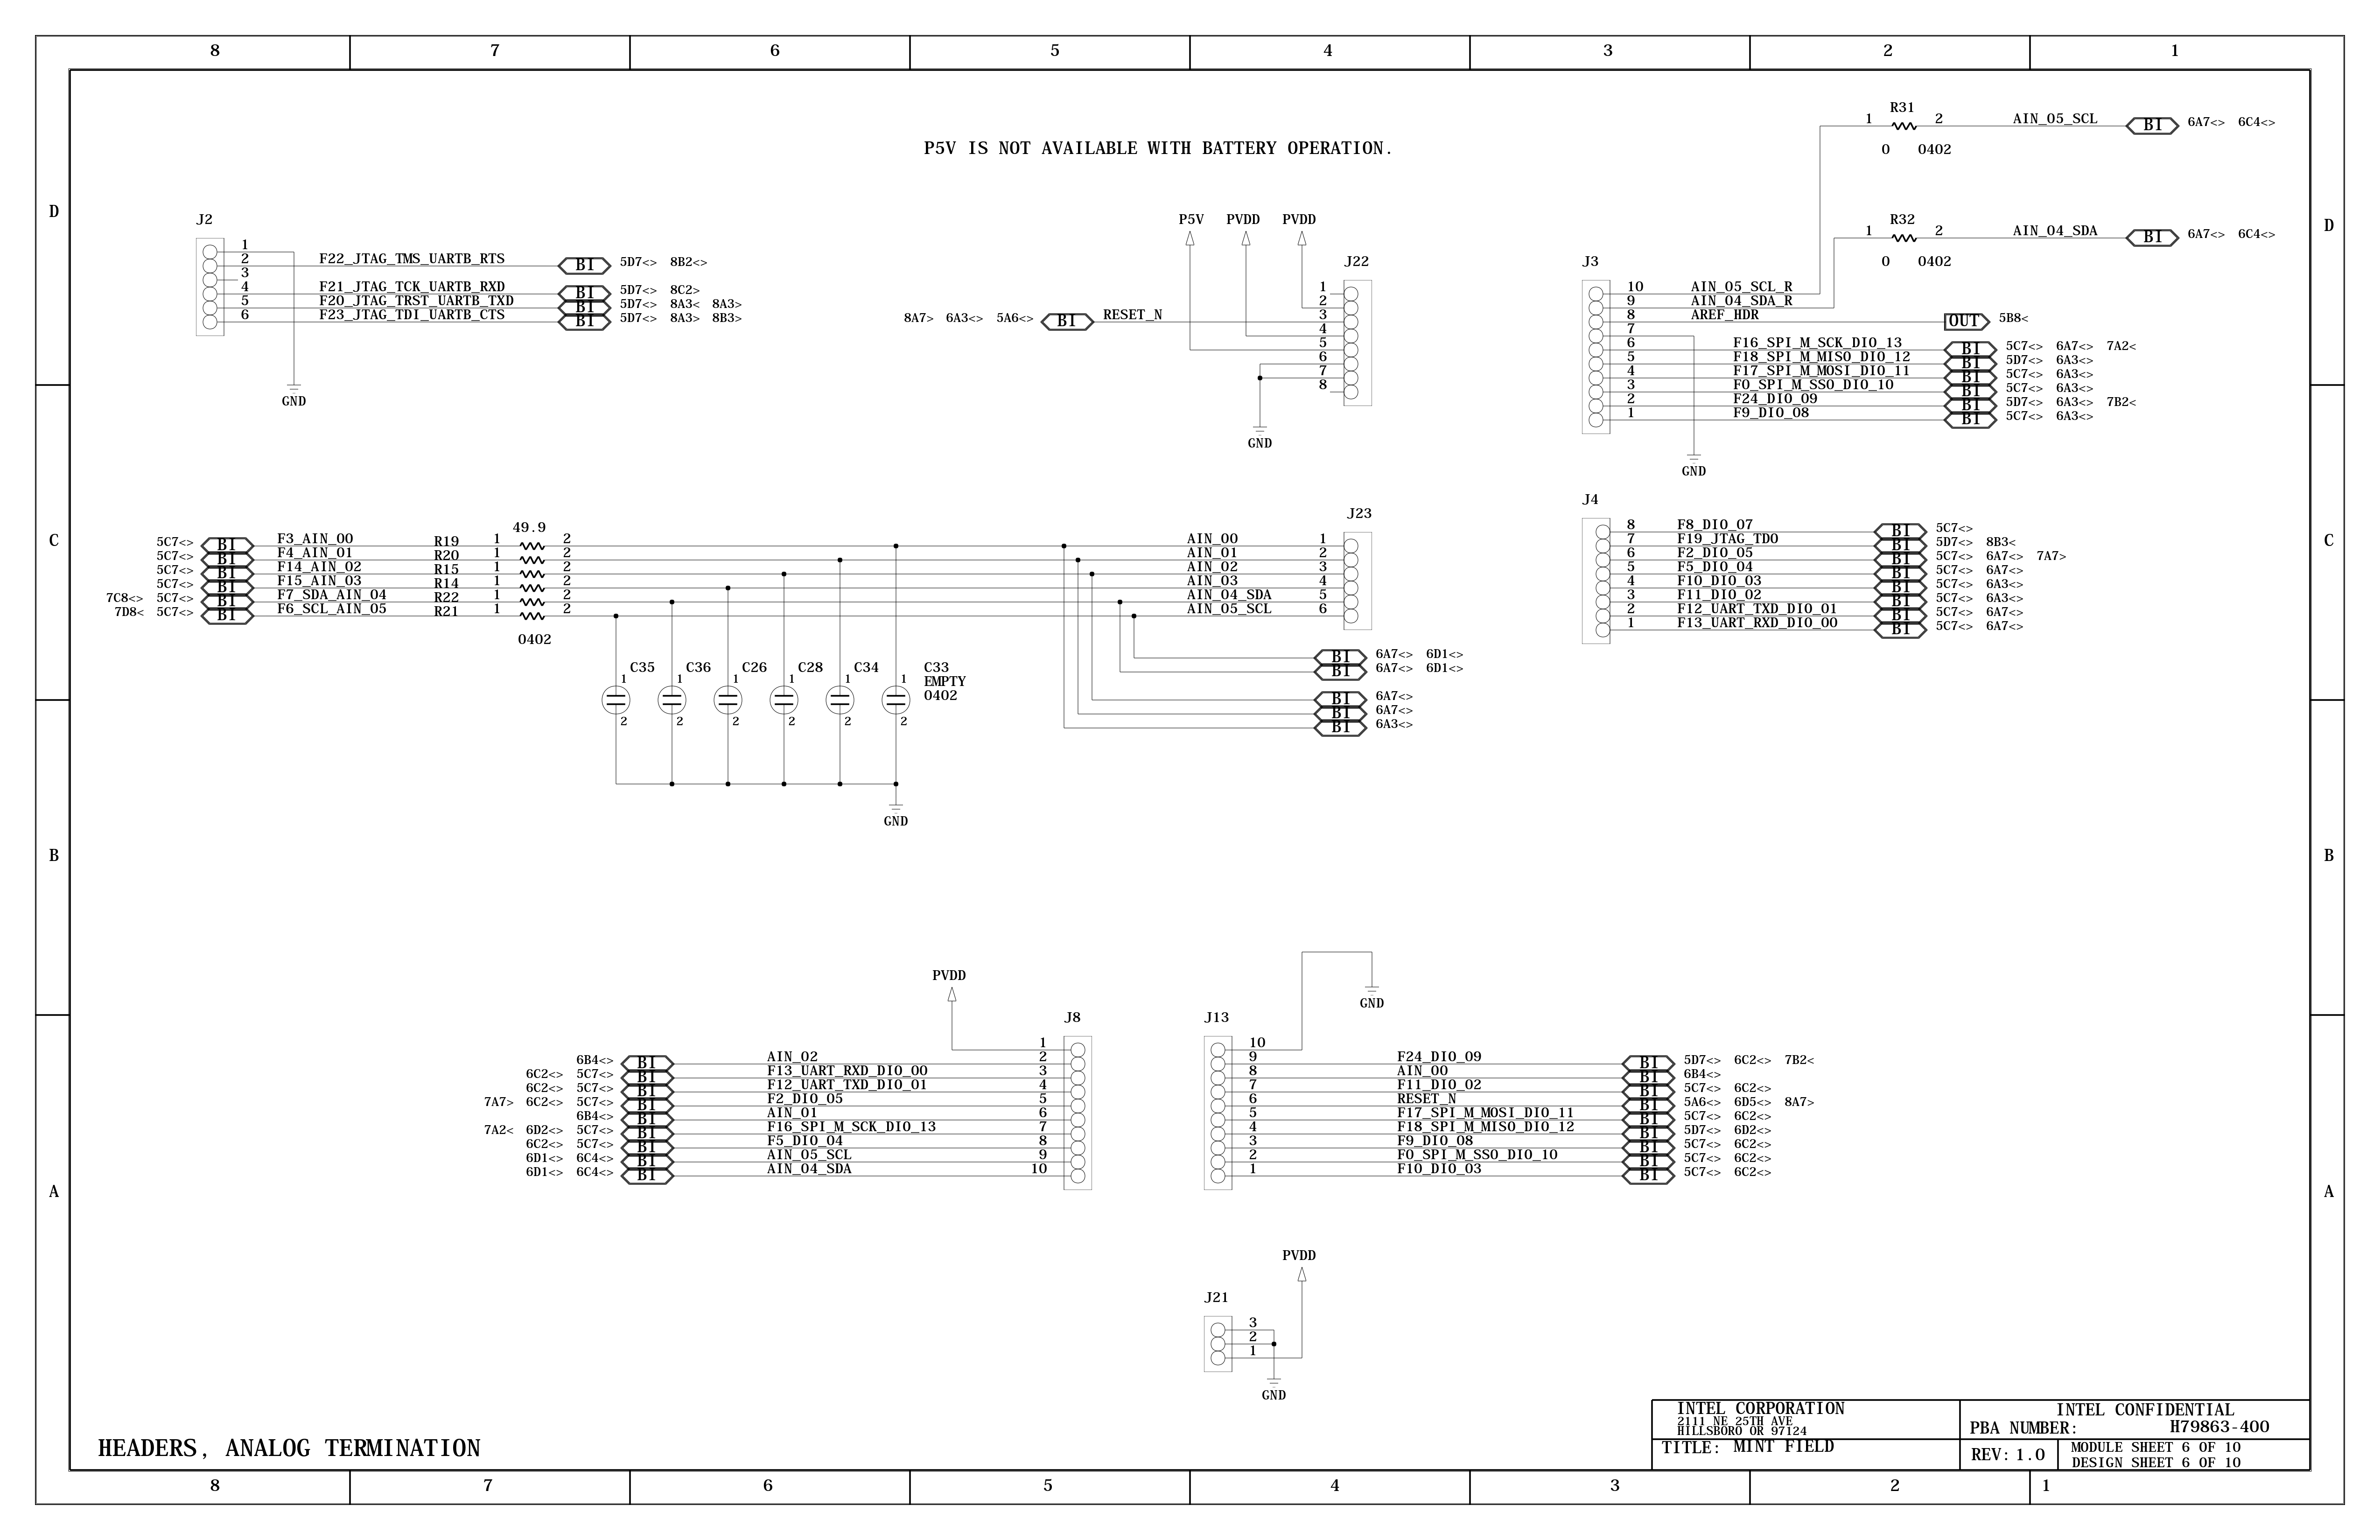 8 7 6 5 4 3 2 1
R31
1 2 AIN_05_SCL BI 6A7<> 6C4<>
0 0402
P5V IS NOT AVAILABLE WITH BATTERY OPERATION.
D D
R32
1 2 AIN_04_SDA BI 6A7<> 6C4<>
0 0402
J2
1
2 F22_JTAG_TMS_UARTB_RTS BI 5D7<> 8B2<>
3
4 F21_JTAG_TCK_UARTB_RXD BI 5D7<> 8C2>
5 F20_JTAG_TRST_UARTB_TXD BI 5D7<> 8A3< 8A3>
6 F23_JTAG_TDI_UARTB_CTS BI 5D7<> 8A3> 8B3>
GND
P5V PVDD PVDD
J22
1
2
8A7> 6A3<> 5A6<> BI RESET_N 3
4
5
6
7
8
GND
J3
10 AIN_05_SCL_R
9 AIN_04_SDA_R
8 AREF_HDR OUT 5B8<
7
6 F16_SPI_M_SCK_DIO_13 BI 5C7<> 6A7<> 7A2<
5 F18_SPI_M_MISO_DIO_12 BI 5D7<> 6A3<>
4 F17_SPI_M_MOSI_DIO_11 BI 5C7<> 6A3<>
3 F0_SPI_M_SS0_DIO_10 BI 5C7<> 6A3<>
2 F24_DIO_09 BI 5D7<> 6A3<> 7B2<
1 F9_DIO_08 BI 5C7<> 6A3<>
GND
C C
49.9 J23
5C7<> BI F3_AIN_00 R19 1 2 AIN_00 1
5C7<> BI F4_AIN_01 R20 1 2 AIN_01 2
5C7<> BI F14_AIN_02 R15 1 2 AIN_02 3
5C7<> BI F15_AIN_03 R14 1 2 AIN_03 4
7C8<> 5C7<> BI F7_SDA_AIN_04 R22 1 2 AIN_04_SDA 5
7D8< 5C7<> BI F6_SCL_AIN_05 R21 1 2 AIN_05_SCL 6
0402
J4
8 F8_DIO_07 BI 5C7<>
7 F19_JTAG_TDO BI 5D7<> 8B3<
6 F2_DIO_05 BI 5C7<> 6A7<> 7A7>
5 F5_DIO_04 BI 5C7<> 6A7<>
4 F10_DIO_03 BI 5C7<> 6A3<>
3 F11_DIO_02 BI 5C7<> 6A3<>
2 F12_UART_TXD_DIO_01 BI 5C7<> 6A7<>
1 F13_UART_RXD_DIO_00 BI 5C7<> 6A7<>
BI 6A7<> 6D1<>
BI 6A7<> 6D1<>
BI 6A7<>
BI 6A7<>
BI 6A3<>
C35 C36 C26 C28 C34 C33
1 1 1 1 1 1 EMPTY
0402
2 2 2 2 2 2
GND
B B
PVDD
J8
1
6B4<> BI AIN_02 2
6C2<> 5C7<> BI F13_UART_RXD_DIO_00 3
6C2<> 5C7<> BI F12_UART_TXD_DIO_01 4
7A7> 6C2<> 5C7<> BI F2_DIO_05 5
6B4<> BI AIN_01 6
7A2< 6D2<> 5C7<> BI F16_SPI_M_SCK_DIO_13 7
6C2<> 5C7<> BI F5_DIO_04 8
6D1<> 6C4<> BI AIN_05_SCL 9
6D1<> 6C4<> BI AIN_04_SDA 10
GND
J13
10
9 F24_DIO_09 BI 5D7<> 6C2<> 7B2<
8 AIN_00 BI 6B4<>
7 F11_DIO_02 BI 5C7<> 6C2<>
6 RESET_N BI 5A6<> 6D5<> 8A7>
5 F17_SPI_M_MOSI_DIO_11 BI 5C7<> 6C2<>
4 F18_SPI_M_MISO_DIO_12 BI 5D7<> 6D2<>
3 F9_DIO_08 BI 5C7<> 6C2<>
2 F0_SPI_M_SS0_DIO_10 BI 5C7<> 6C2<>
1 F10_DIO_03 BI 5C7<> 6C2<>
A A
PVDD
J21
3
2
1
GND
HEADERS, ANALOG TERMINATION
INTEL CORPORATION
2111 NE 25TH AVE
HILLSBORO OR 97124
TITLE: MINT FIELD
INTEL CONFIDENTIAL
PBA NUMBER: H79863-400
REV: 1.0
MODULE SHEET 6 OF 10
DESIGN SHEET 6 OF 10
8 7 6 5 4 3 2 1